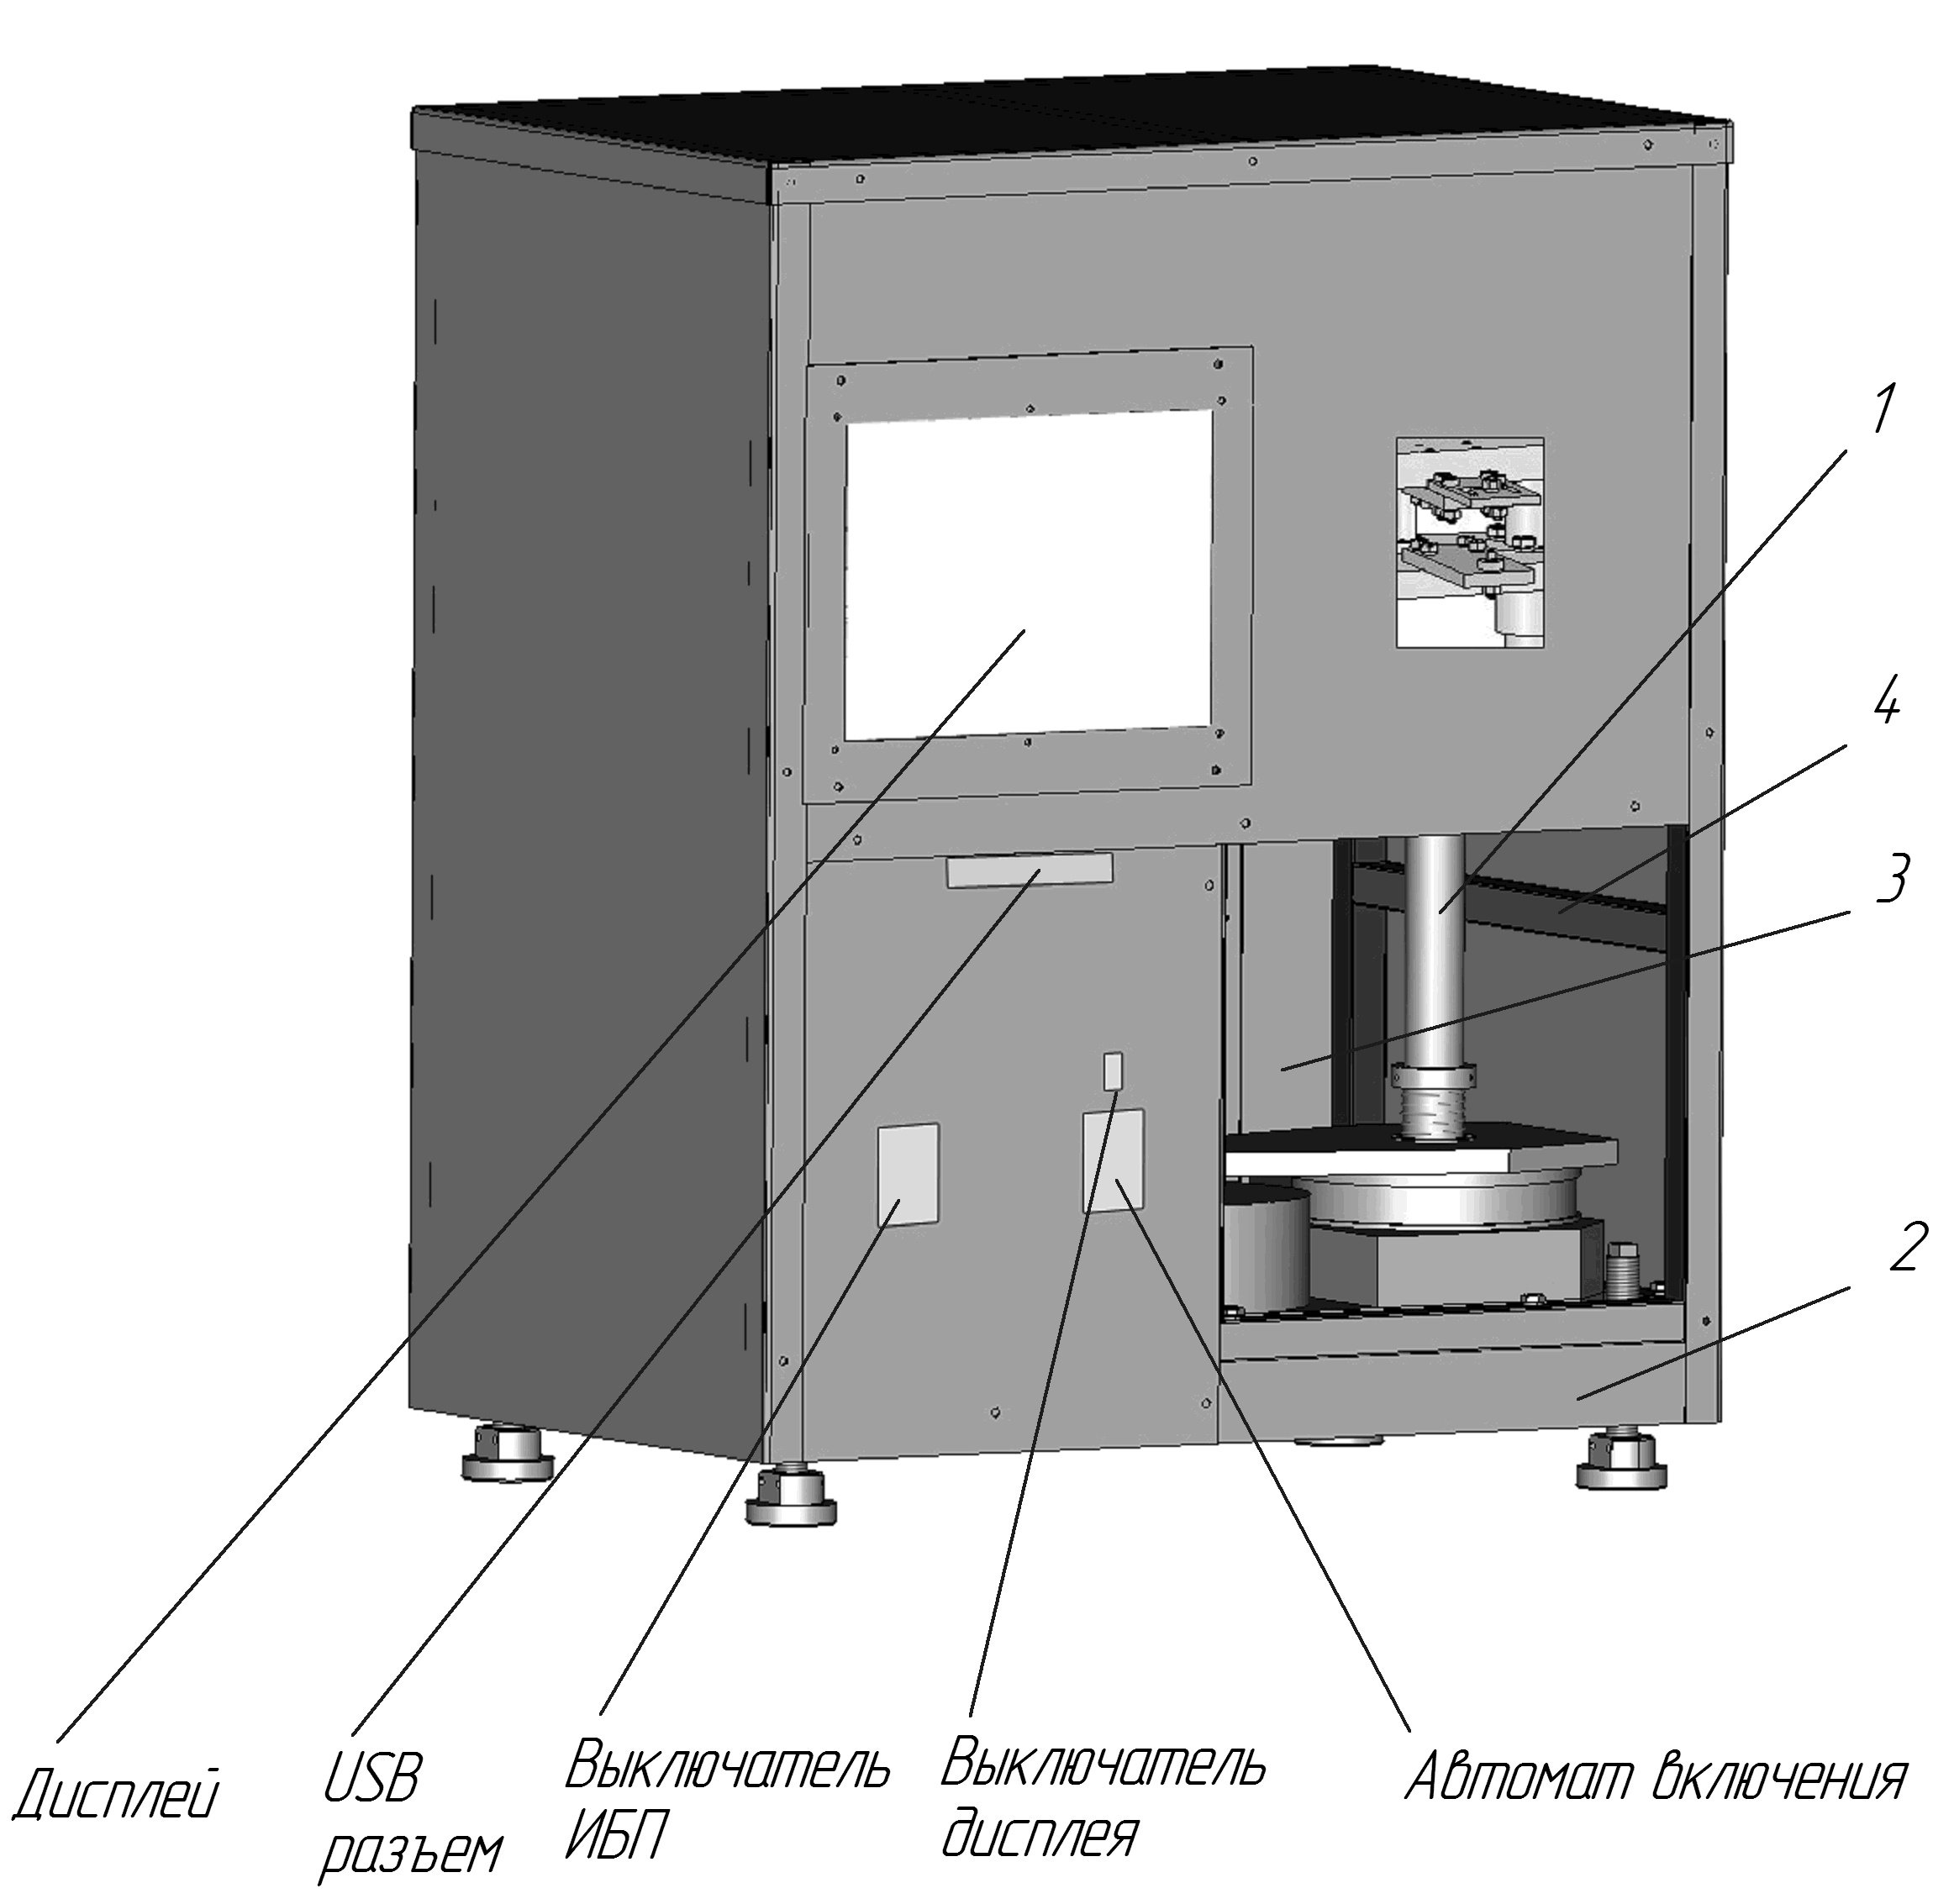 1
4
3
2
Дисплей
USB
разъем
Выключатель
ИБП
Выключатель
дисплея
Автомат включения